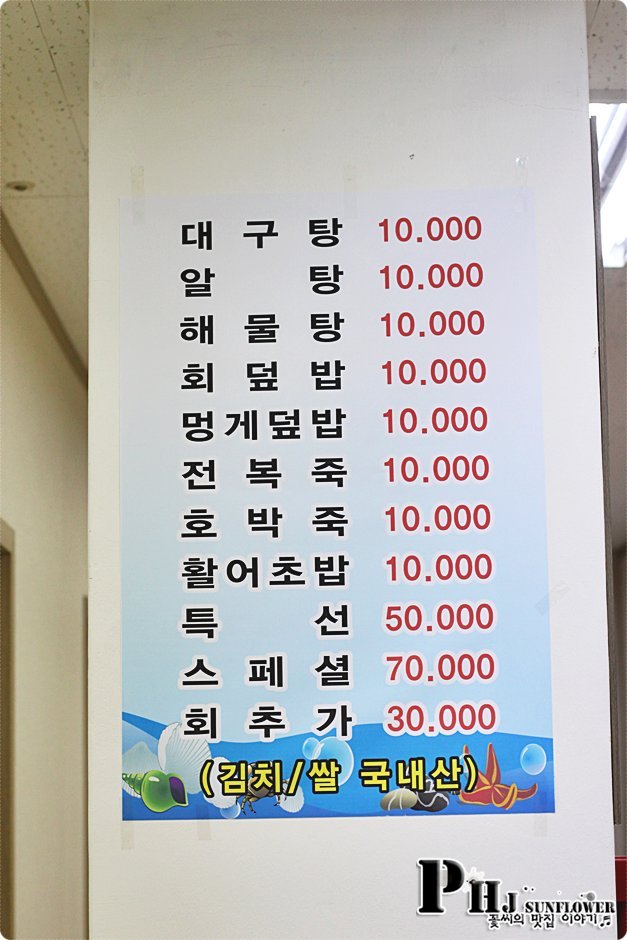 대구탕 10.000
알탕 10.000
해물탕 10.000
회덮밥 10.000
멍게덮밥 10.000
전복죽 10.000
호박죽 10.000
활어초밥 10.000
특선 50.000
스페셜 70.000
회추가 30.000
(김치/쌀 국내산)
PHJ SUNFLOWER
꽃씨의 맛집 이야기♬